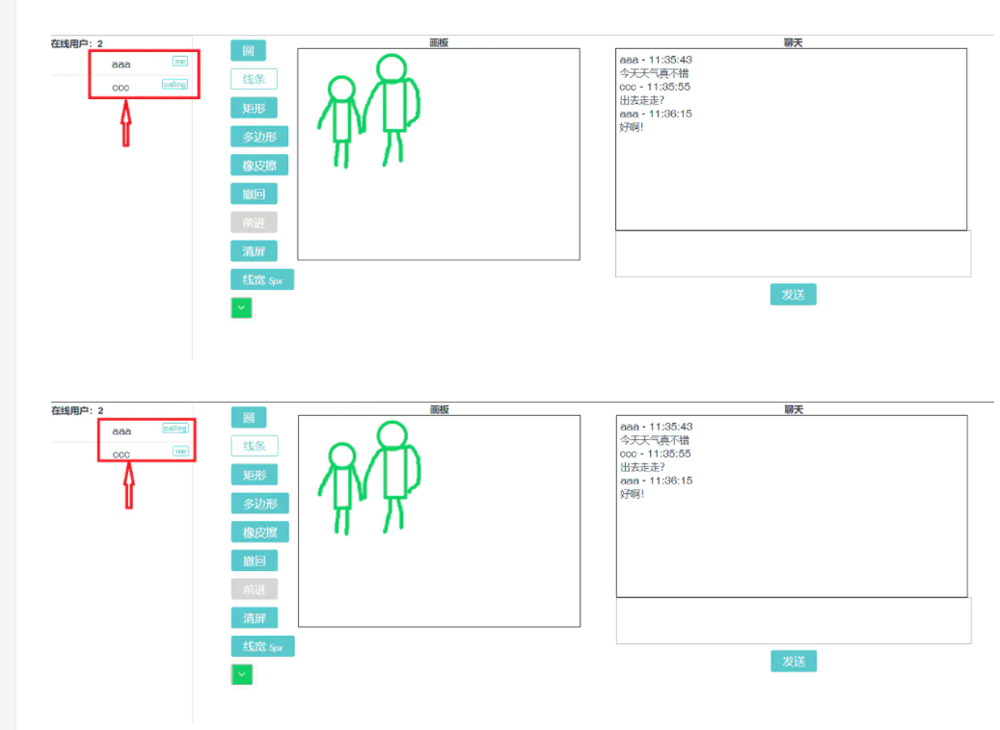 在线用户：2
aaa me
ccc calling
圆
线条
矩形
多边形
橡皮擦
撤回
前进
清屏
线宽 5px
画板
聊天
aaa - 11:35:43
今天天气真不错
ccc - 11:35:55
出去走走?
aaa - 11:36:15
好啊!
发送
在线用户：2
aaa calling
ccc me
圆
线条
矩形
多边形
橡皮擦
撤回
前进
清屏
线宽 5px
画板
聊天
aaa - 11:35:43
今天天气真不错
ccc - 11:35:55
出去走走?
aaa - 11:36:15
好啊!
发送